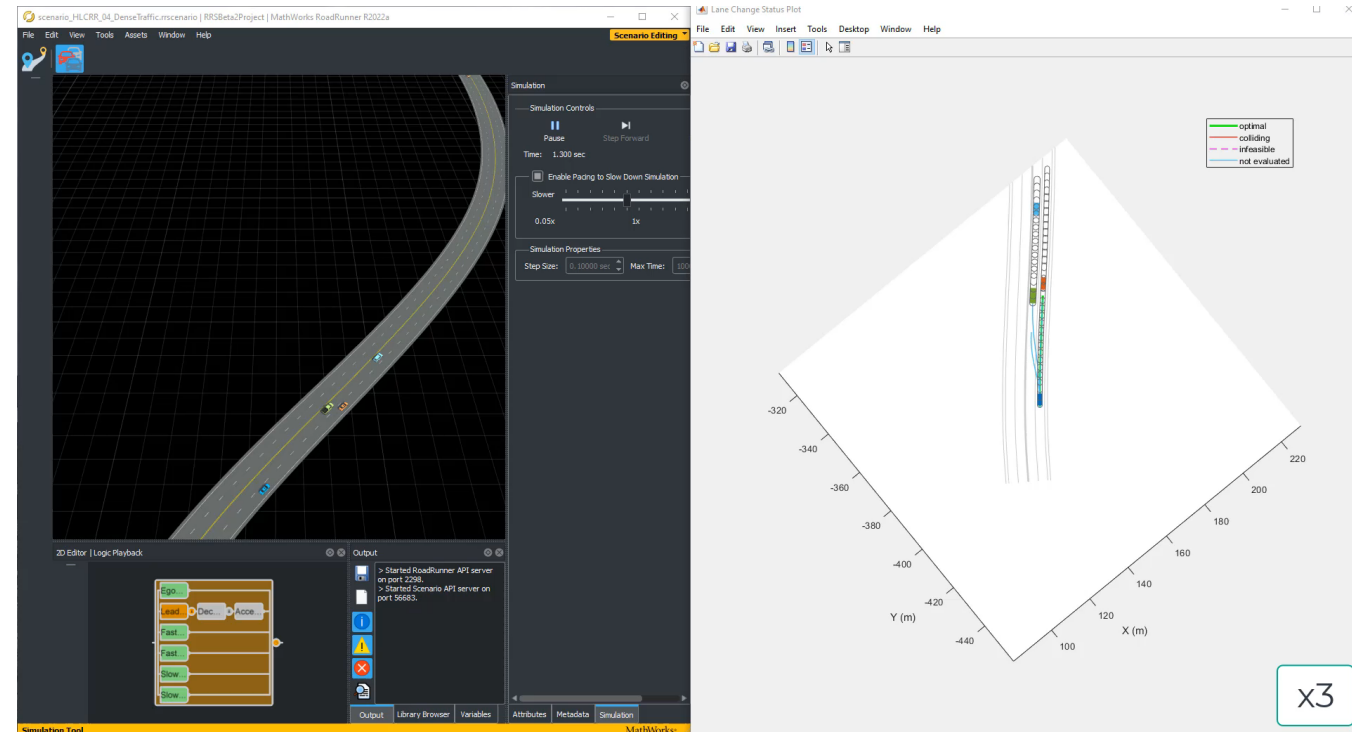 scenario_HLCRR_04_DenseTraffic.rrscenario | RRSBeta2Project | MathWorks RoadRunner R2022a
File Edit View Tools Assets Window Help
Scenario Editing
Simulation
Simulation Controls
Pause Step Forward
Time: 1.300 sec
Enable Pacing to Slow Down Simulation
Slower
0.05x 1x
Simulation Properties
Step Size: 0.10000 sec Max Time: 100
2D Editor | Logic Playback
Ego...
Lead... Dec... Acce...
Fast...
Fast...
Slow...
Slow...
Output
> Started RoadRunner API server
on port 2298.
> Started Scenario API server on
port 56683.
Output Library Browser Variables
Attributes Metadata Simulation
Simulation Tool
MathWorks
Lane Change Status Plot
File Edit View Insert Tools Desktop Window Help
optimal
colliding
infeasible
not evaluated
-320
-340
-360
-380
-400
-420
-440
Y (m)
100
120
140
160
180
200
220
X (m)
x3